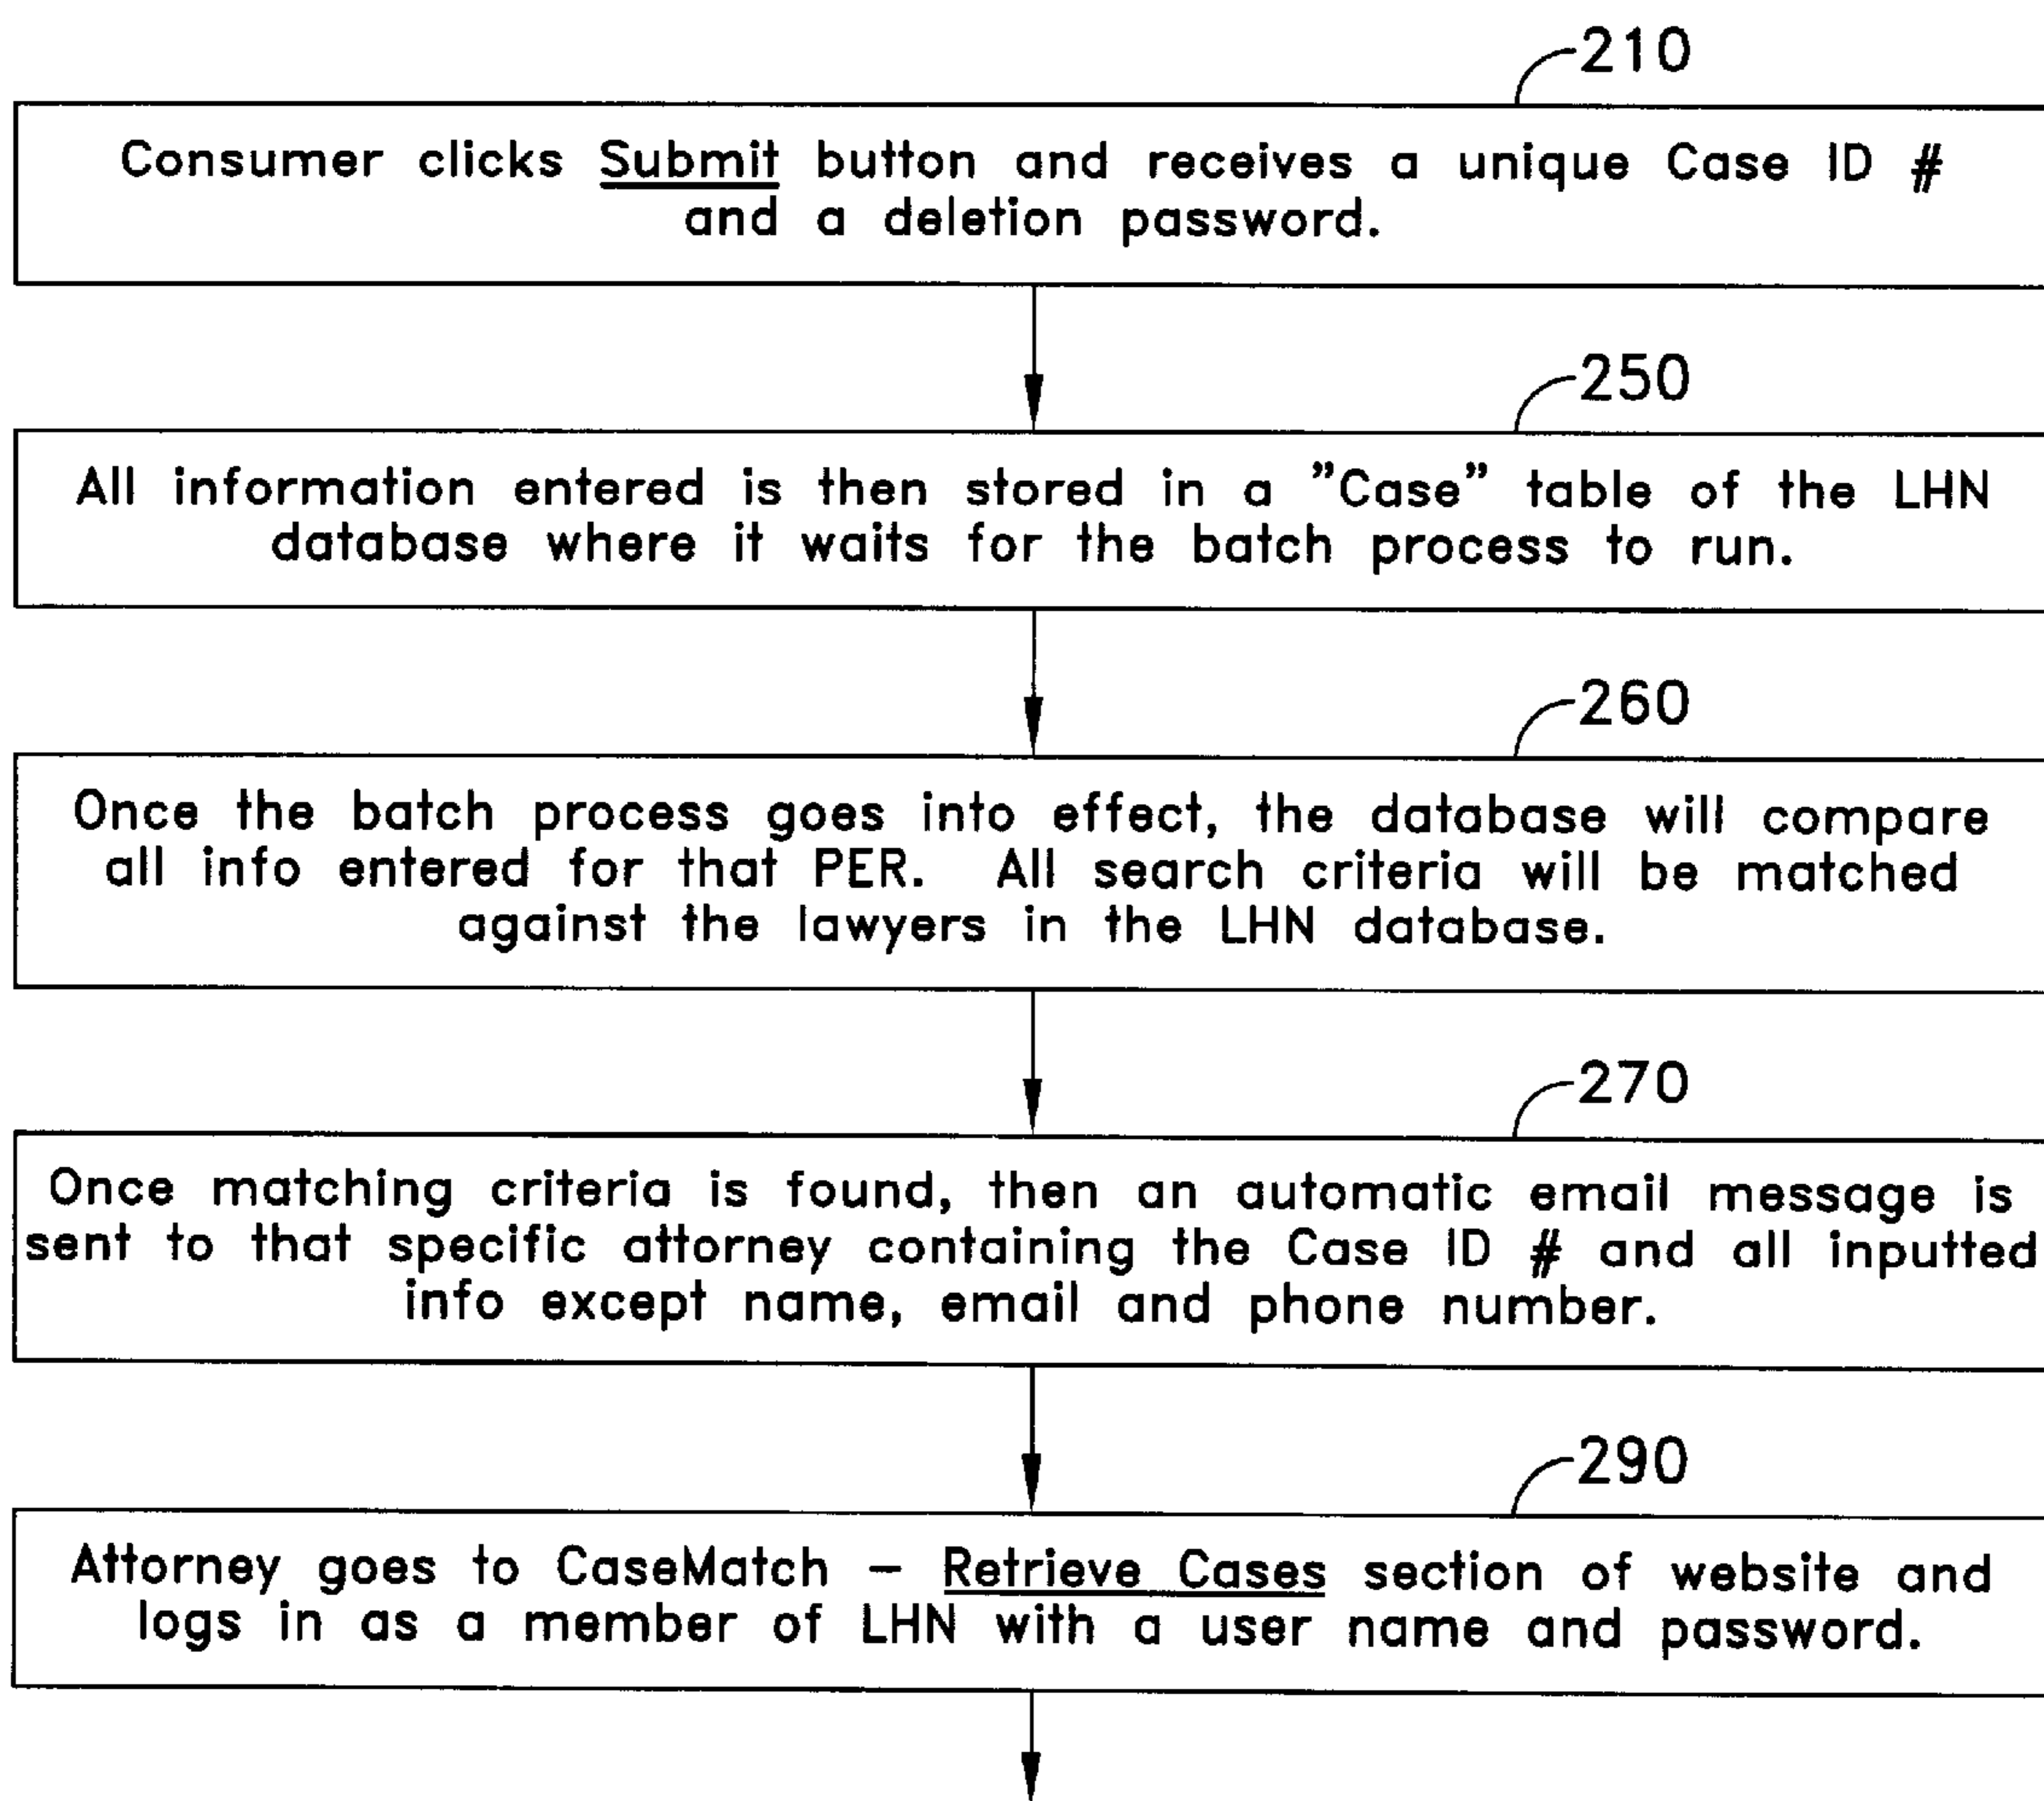 210
Consumer clicks Submit button and receives a unique Case ID #
and a deletion password.
250
All information entered is then stored in a ”Case” table of the LHN
database where it waits for the batch process to run.
260
Once the batch process goes into effect, the database will compare
all info entered for that PER. All search criteria will be matched
against the lawyers in the LHN database.
270
Once matching criteria is found, then an automatic email message is
sent to that specific attorney containing the Case ID # and all inputted
info except name, email and phone number.
290
Attorney goes to CaseMatch – Retrieve Cases section of website and
logs in as a member of LHN with a user name and password.